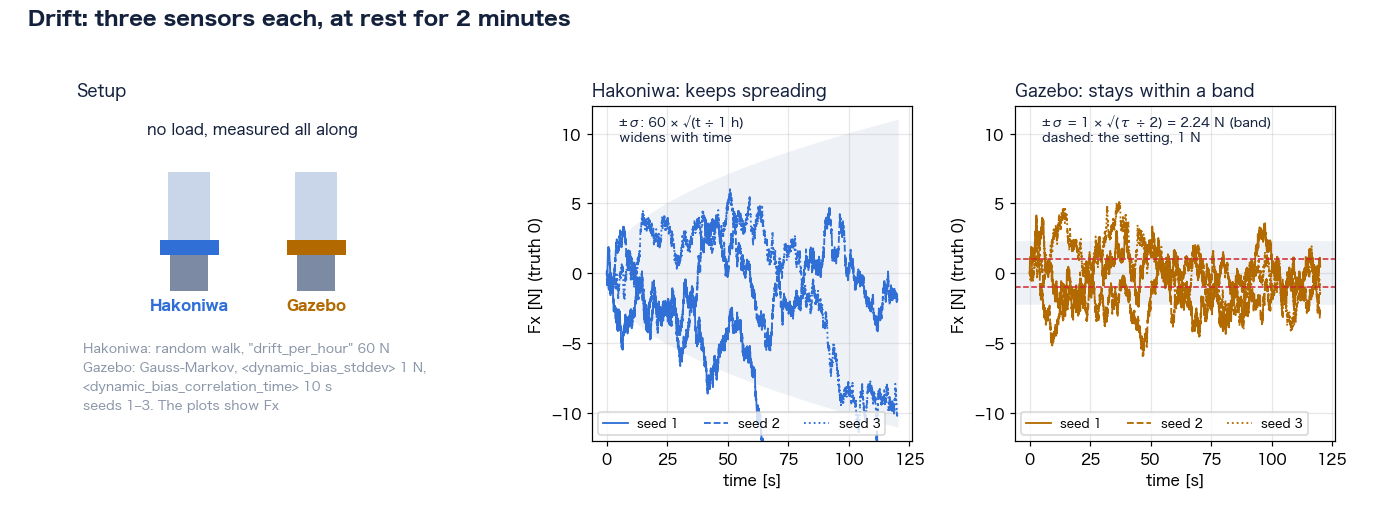 Drift: three sensors each, at rest for 2 minutes
Setup
no load, measured all along
Hakoniwa
Gazebo
Hakoniwa: random walk, "drift_per_hour" 60 N
Gazebo: Gauss-Markov, <dynamic_bias_stddev> 1 N,
<dynamic_bias_correlation_time> 10 s
seeds 1–3. The plots show Fx
Hakoniwa: keeps spreading
±σ: 60 × √(t ÷ 1 h)
widens with time
Fx [N] (truth 0)
10
5
0
−5
−10
seed 1
seed 2
seed 3
0
25
50
75
100
125
time [s]
Gazebo: stays within a band
±σ = 1 × √(τ ÷ 2) = 2.24 N (band)
dashed: the setting, 1 N
Fx [N] (truth 0)
10
5
0
−5
−10
seed 1
seed 2
seed 3
0
25
50
75
100
125
time [s]